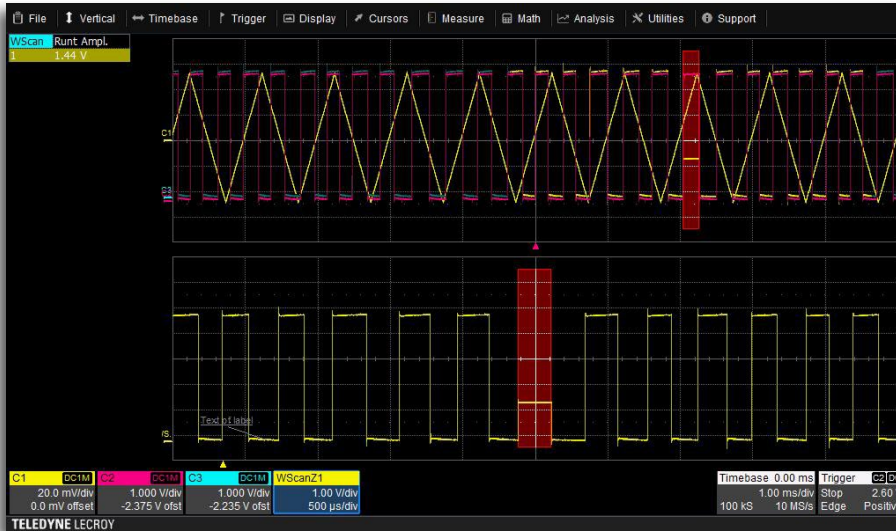 File Vertical Timebase Trigger Display Cursors Measure Math Analysis Utilities Support
WScan Runt Ampl.
1 1.44 V
C1
C3
Text of label
C1 DC1M C2 DC1M C3 DC1M WScanZ1 Timebase 0.00 ms Trigger C2
20.0 mV/div 1.000 V/div 1.000 V/div 1.00 V/div 1.00 ms/div Stop 2.60
0.0 mV offset -2.375 V ofst -2.235 V ofst 500 µs/div 100 kS 10 MS/s Edge Positiv
TELEDYNE LECROY